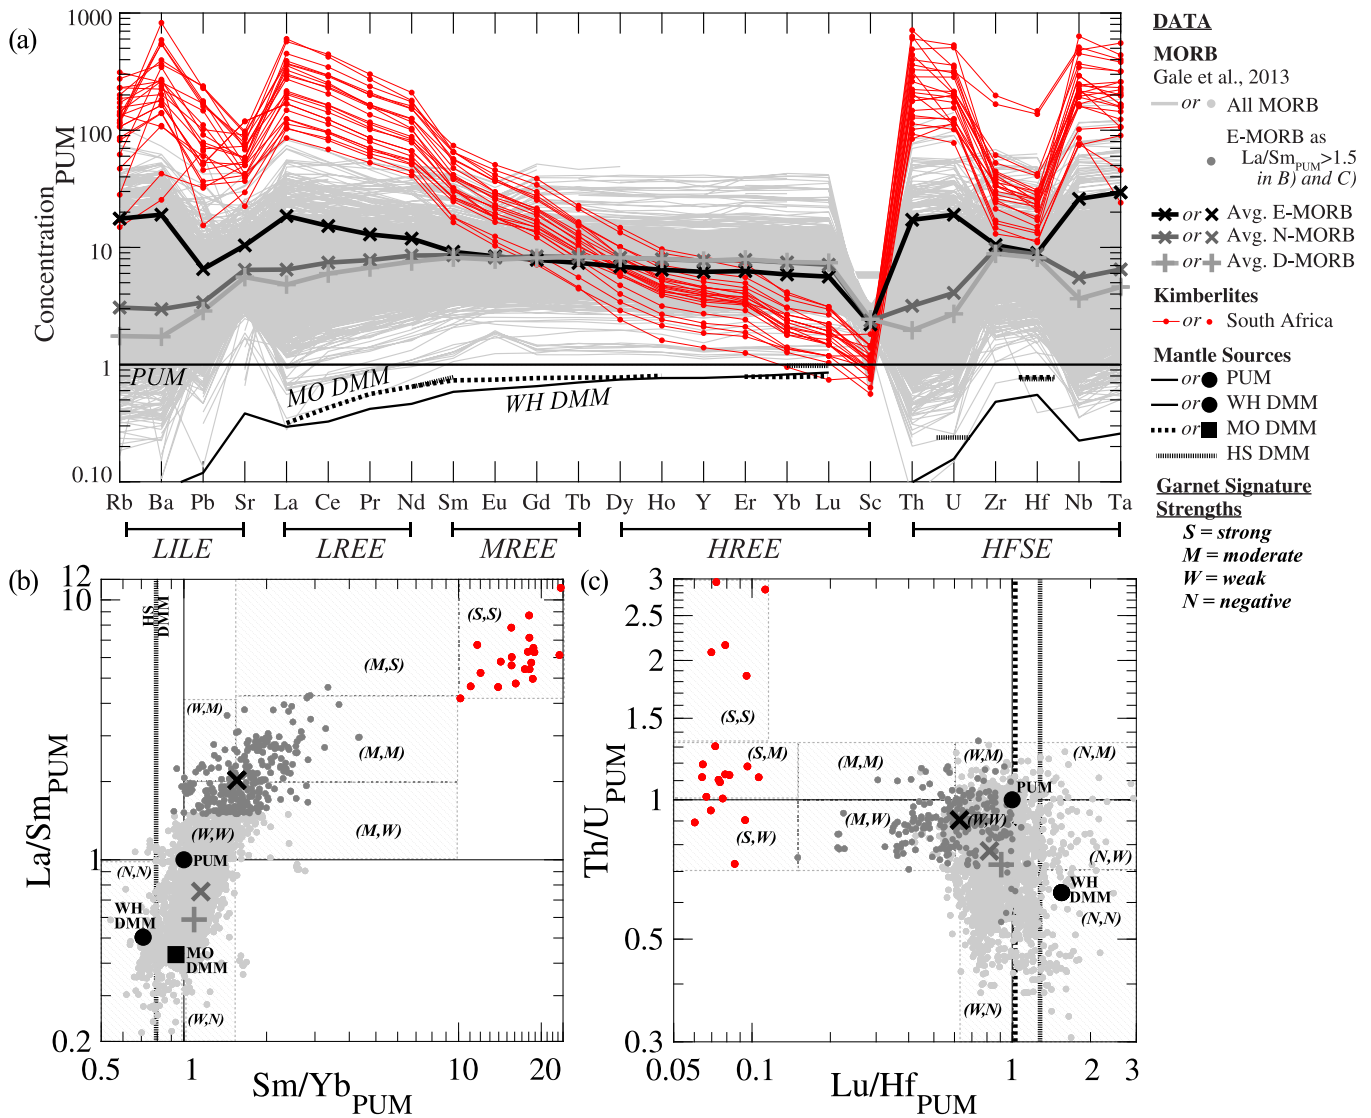 (a)
Concentration PUM
1000
100
10
1
0.10
PUM
MO DMM
WH DMM
Rb Ba Pb Sr La Ce Pr Nd Sm Eu Gd Tb Dy Ho Y Er Yb Lu Sc Th U Zr Hf Nb Ta
LILE LREE MREE HREE HFSE
DATA
MORB
Gale et al., 2013
or All MORB
E-MORB as
La/Sm PUM>1.5
in B) and C)
or Avg. E-MORB
or Avg. N-MORB
or Avg. D-MORB
Kimberlites
or South Africa
Mantle Sources
or PUM
or WH DMM
or MO DMM
HS DMM
Garnet Signature
Strengths
S = strong
M = moderate
W = weak
N = negative
(b)
La/Sm PUM
12
10
1
0.2
HS
DMM
(S,S)
(M,S)
(W,M)
(M,M)
(W,W)
(M,W)
PUM
(N,N)
WH
DMM
MO
DMM
(W,N)
0.5 1 10 20
Sm/Yb PUM
(c)
Th/U PUM
3
2.5
2
1.5
1
0.5
0.3
(S,S)
(S,M)
(M,M)
(W,M)
(N,M)
PUM
(S,W)
(M,W)
(W,W)
(N,W)
WH
DMM
(N,N)
(W,N)
0.05 0.1 1 3
Lu/Hf PUM